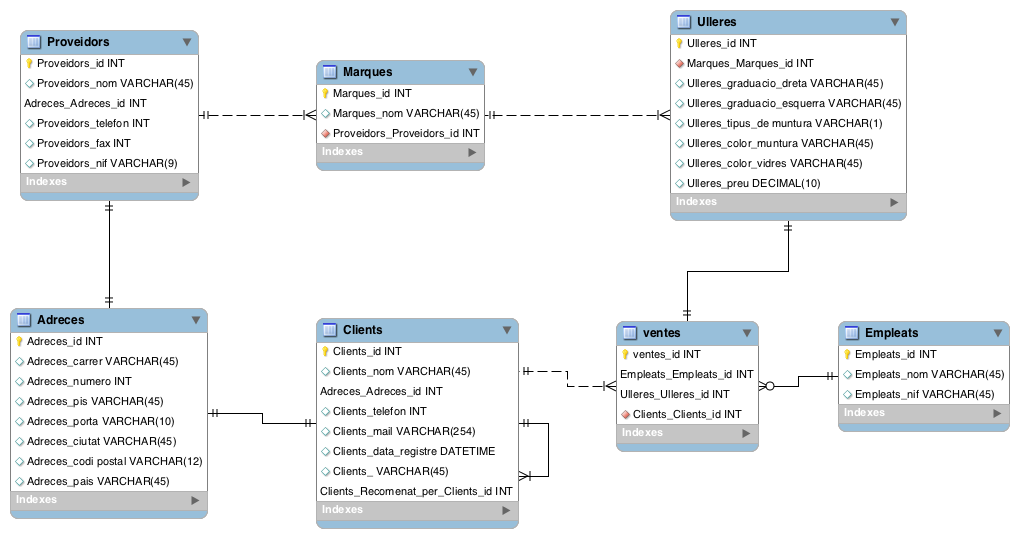 Proveidors
Proveidors_id INT
Proveidors_nom VARCHAR(45)
Adreces_Adreces_id INT
Proveidors_telefon INT
Proveidors_fax INT
Proveidors_nif VARCHAR(9)
Indexes
Marques
Marques_id INT
Marques_nom VARCHAR(45)
Proveidors_Proveidors_id INT
Indexes
Ulleres
Ulleres_id INT
Marques_Marques_id INT
Ulleres_graduacio_dreta VARCHAR(45)
Ulleres_graduacio_esquerra VARCHAR(45)
Ulleres_tipus_de muntura VARCHAR(1)
Ulleres_color_muntura VARCHAR(45)
Ulleres_color_vidres VARCHAR(45)
Ulleres_preu DECIMAL(10)
Indexes
Adreces
Adreces_id INT
Adreces_carrer VARCHAR(45)
Adreces_numero INT
Adreces_pis VARCHAR(45)
Adreces_porta VARCHAR(10)
Adreces_ciutat VARCHAR(45)
Adreces_codi postal VARCHAR(12)
Adreces_pais VARCHAR(45)
Indexes
Clients
Clients_id INT
Clients_nom VARCHAR(45)
Adreces_Adreces_id INT
Clients_telefon INT
Clients_mail VARCHAR(254)
Clients_data_registre DATETIME
Clients_ VARCHAR(45)
Clients_Recomenat_per_Clients_id INT
Indexes
ventes
ventes_id INT
Empleats_Empleats_id INT
Ulleres_Ulleres_id INT
Clients_Clients_id INT
Indexes
Empleats
Empleats_id INT
Empleats_nom VARCHAR(45)
Empleats_nif VARCHAR(45)
Indexes